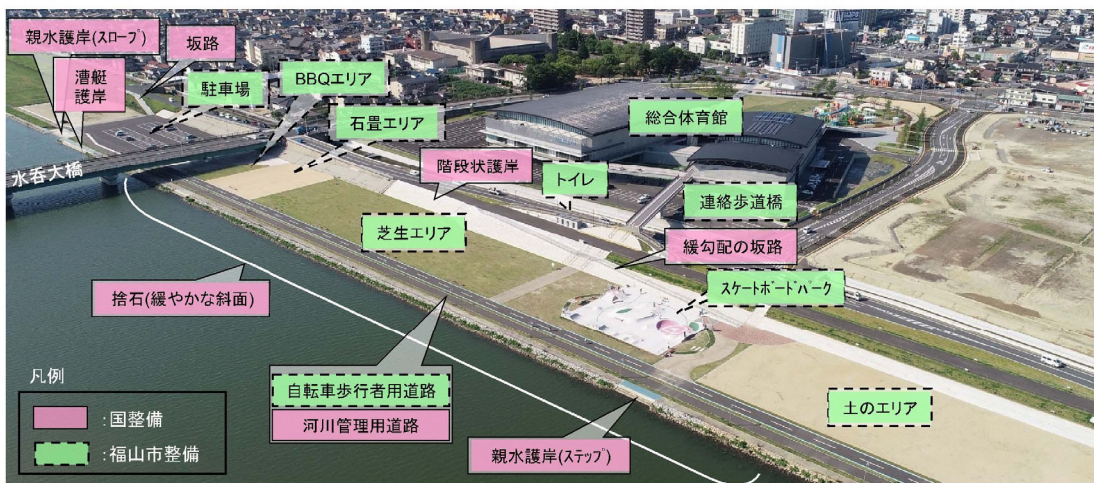 親水護岸(スロープ)
坂路
漕艇
護岸
駐車場
BBQエリア
石畳エリア
総合体育館
水呑大橋
階段状護岸
トイレ
連絡歩道橋
芝生エリア
緩勾配の坂路
捨石(緩やかな斜面)
スケートボードパーク
凡例
自転車歩行者用道路
土のエリア
:国整備
河川管理用道路
:福山市整備
親水護岸(ステップ)